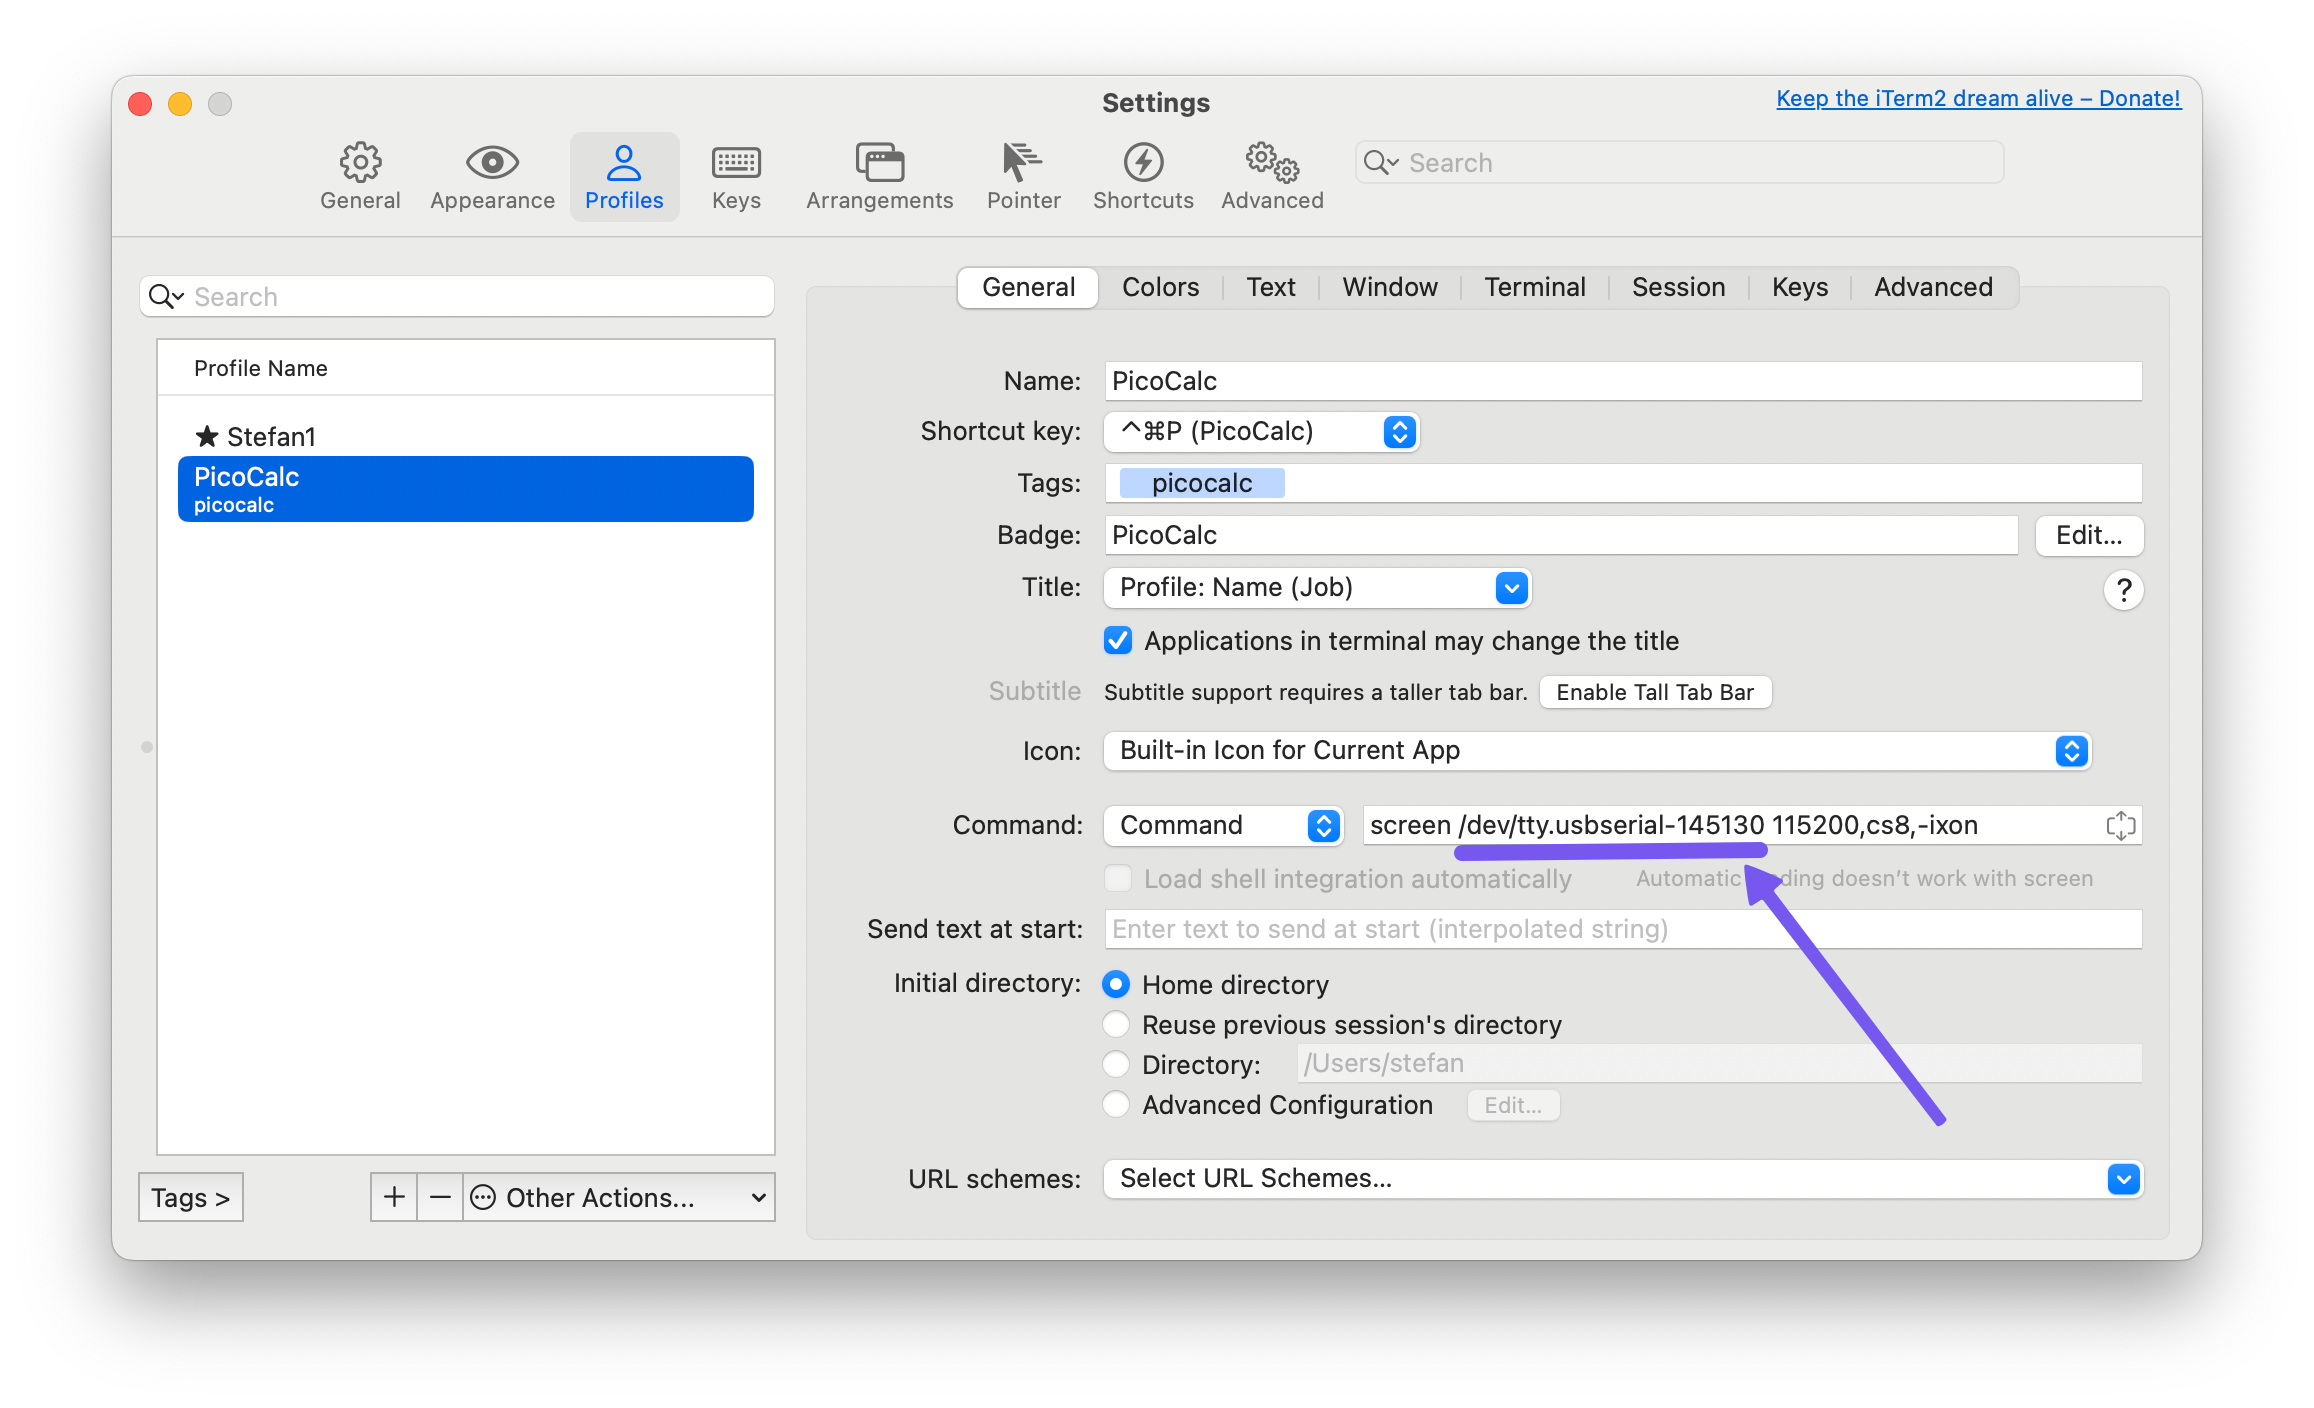 Settings
Keep the iTerm2 dream alive – Donate!
General
Appearance
Profiles
Keys
Arrangements
Pointer
Shortcuts
Advanced
Search
Search
Profile Name
★ Stefan1
PicoCalc
picocalc
Tags >
+
−
Other Actions...
General
Colors
Text
Window
Terminal
Session
Keys
Advanced
Name: PicoCalc
Shortcut key: ^⌘P (PicoCalc)
Tags: picocalc
Badge: PicoCalc Edit...
Title: Profile: Name (Job) ?
Applications in terminal may change the title
Subtitle Subtitle support requires a taller tab bar. Enable Tall Tab Bar
Icon: Built-in Icon for Current App
Command: Command screen /dev/tty.usbserial-145130 115200,cs8,-ixon
Load shell integration automatically Automatic doesn't work with screen
Send text at start: Enter text to send at start (interpolated string)
Initial directory: Home directory
Reuse previous session's directory
Directory: /Users/stefan
Advanced Configuration Edit...
URL schemes: Select URL Schemes...